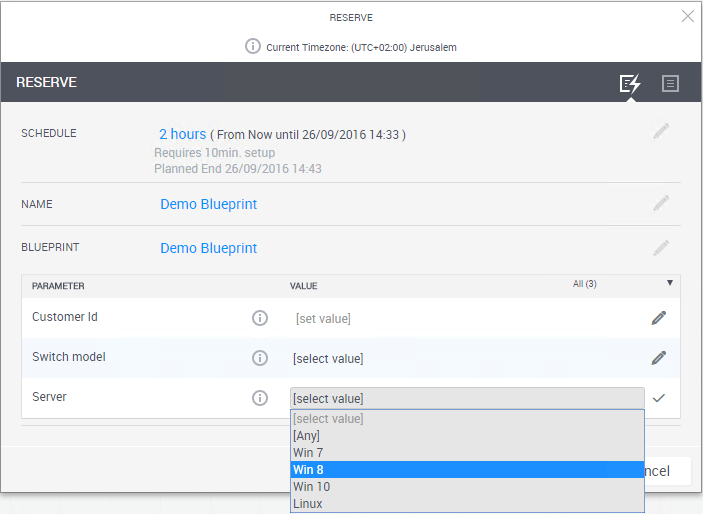 RESERVE
Current Timezone: (UTC+02:00) Jerusalem
RESERVE
SCHEDULE 2 hours ( From Now until 26/09/2016 14:33 )
Requires 10min. setup
Planned End 26/09/2016 14:43
NAME Demo Blueprint
BLUEPRINT Demo Blueprint
PARAMETER VALUE All (3)
Customer Id [set value]
Switch model [select value]
Server [select value]
[select value]
[Any]
Win 7
Win 8
ncel
Win 10
Linux